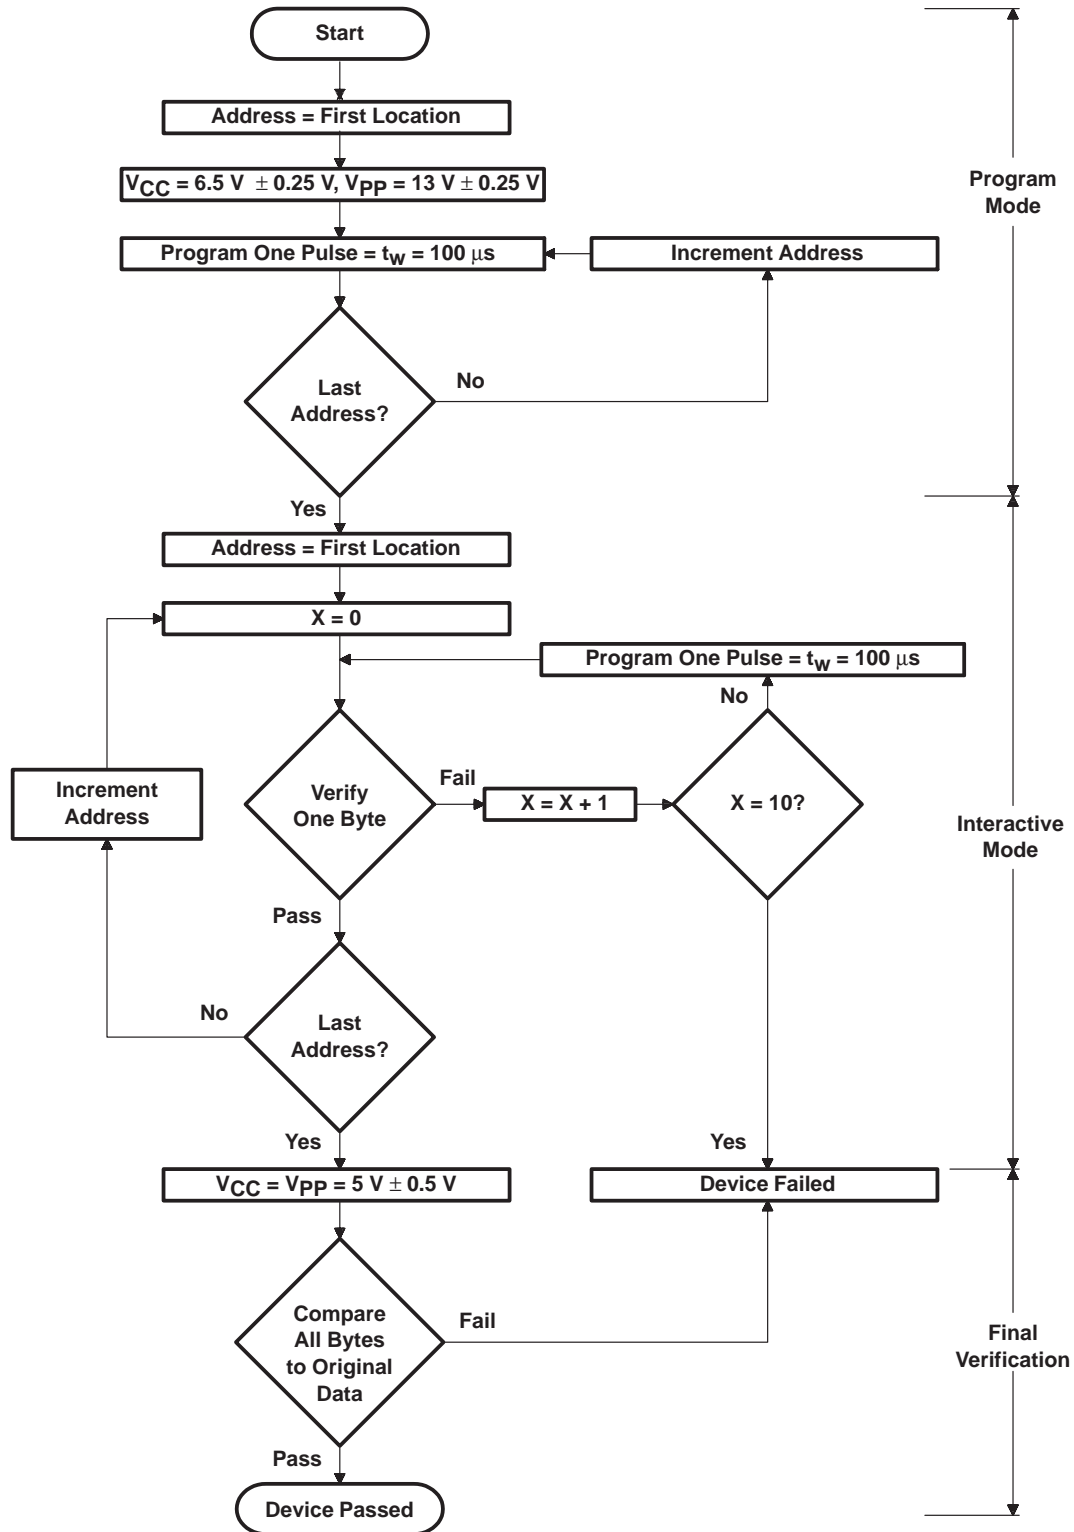 Start
Address = First Location
VCC = 6.5 V ± 0.25 V, VPP = 13 V ± 0.25 V
Program
Mode
Program One Pulse = tw = 100 μs
Increment Address
Last
Address?
No
Yes
Address = First Location
X = 0
Program One Pulse = tw = 100 μs
No
Increment
Address
Verify
One Byte
Fail
X = X + 1
X = 10?
Interactive
Mode
Pass
No
Last
Address?
Yes
Yes
VCC = VPP = 5 V ± 0.5 V
Device Failed
Compare
All Bytes
to Original
Data
Fail
Final
Verification
Pass
Device Passed